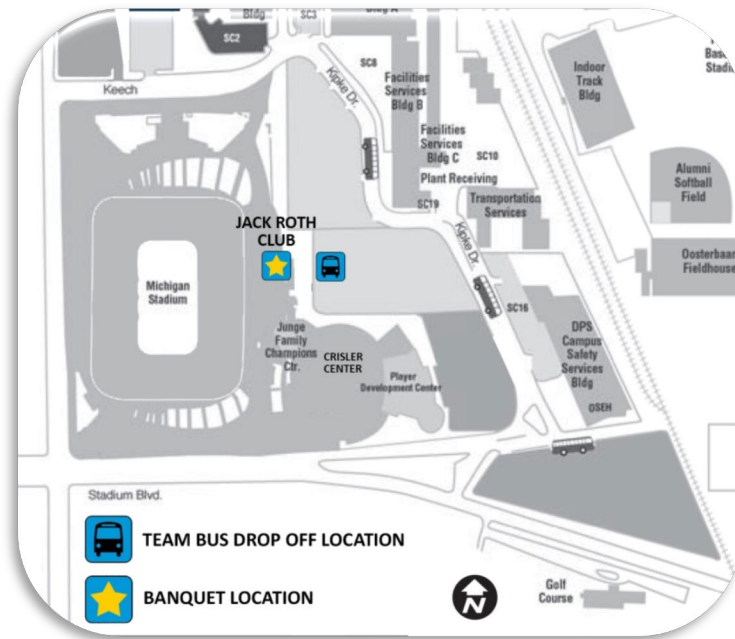 Bldg
SC3
Bldg A
SC2
SC8
Keech
Kipke Dr.
Facilities
Services
Bldg B
Indoor
Track
Bldg
Facilities
Services
Bldg C
SC10
Plant Receiving
Alumni
Softball
Field
SC19
Transportation
Services
JACK ROTH
CLUB
Kipke Dr.
Michigan
Stadium
Oosterbaan
Fieldhouse
SC16
Junge
Family
Champions
Ctr.
CRISLER
CENTER
DPS
Campus
Safety
Services
Bldg
Player
Development Center
OSEH
Stadium Blvd.
TEAM BUS DROP OFF LOCATION
BANQUET LOCATION
N
Golf
Course